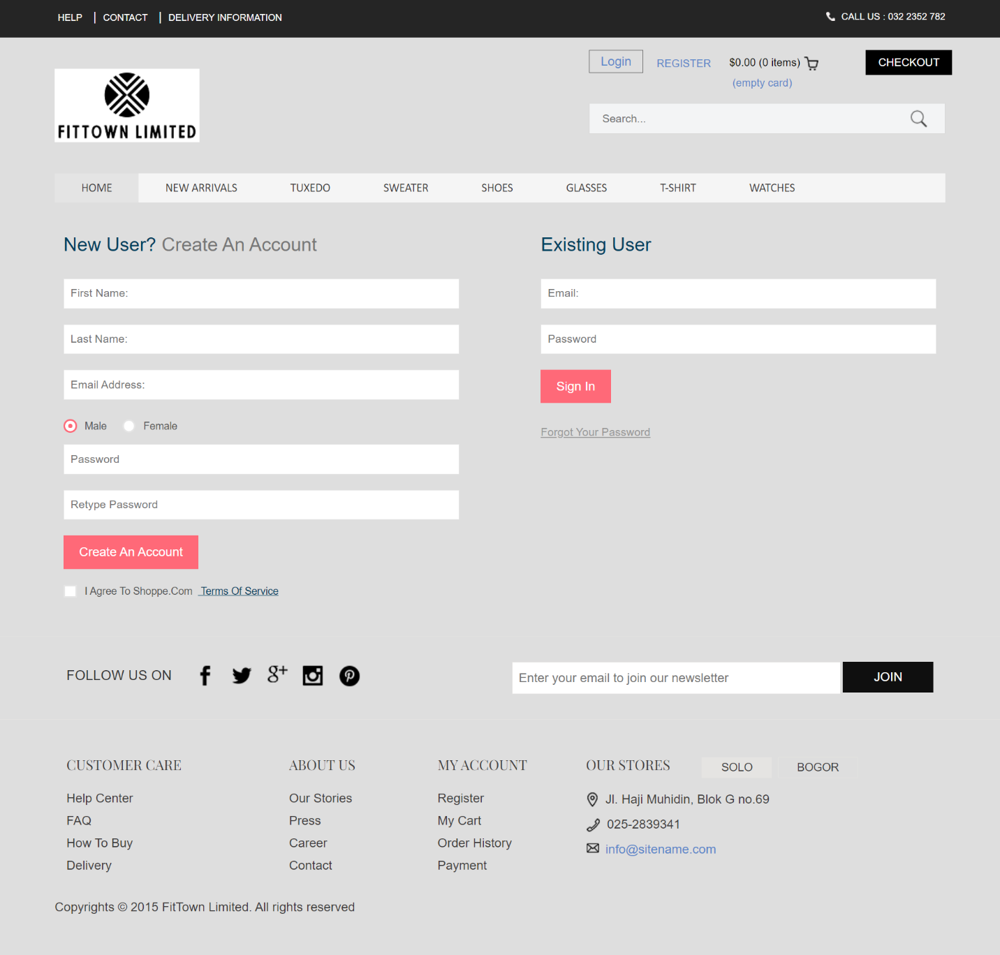 HELP | CONTACT | DELIVERY INFORMATION
CALL US : 032 2352 782
Login REGISTER $0.00 (0 items) CHECKOUT
(empty card)
FITTOWN LIMITED
Search...
HOME NEW ARRIVALS TUXEDO SWEATER SHOES GLASSES T-SHIRT WATCHES
New User? Create An Account
First Name:
Last Name:
Email Address:
Male Female
Password
Retype Password
Create An Account
I Agree To Shoppe.Com Terms Of Service
Existing User
Email:
Password
Sign In
Forgot Your Password
FOLLOW US ON
Enter your email to join our newsletter JOIN
CUSTOMER CARE
Help Center
FAQ
How To Buy
Delivery
ABOUT US
Our Stories
Press
Career
Contact
MY ACCOUNT
Register
My Cart
Order History
Payment
OUR STORES SOLO BOGOR
Jl. Haji Muhidin, Blok G no.69
025-2839341
info@sitename.com
Copyrights © 2015 FitTown Limited. All rights reserved